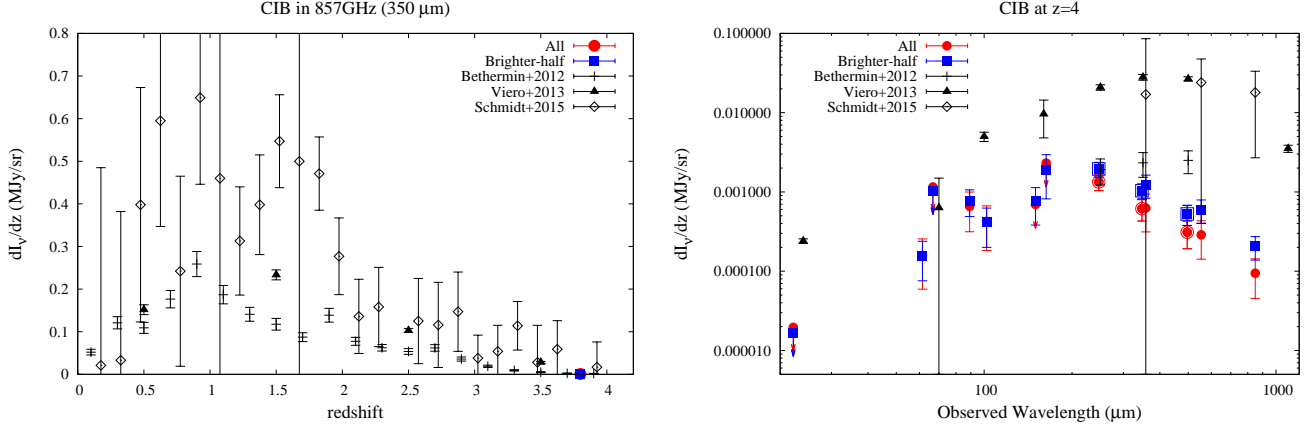 CIB in 857GHz (350 μm)
0.8
0.7
0.6
0.5
0.4
0.3
0.2
0.1
0
dIν/dz (MJy/sr)
All
Brighter-half
Bethermin+2012
Viero+2013
Schmidt+2015
0 0.5 1 1.5 2 2.5 3 3.5 4
redshift
CIB at z=4
0.100000
0.010000
0.001000
0.000100
0.000010
dIν/dz (MJy/sr)
All
Brighter-half
Bethermin+2012
Viero+2013
Schmidt+2015
100 1000
Observed Wavelength (μm)